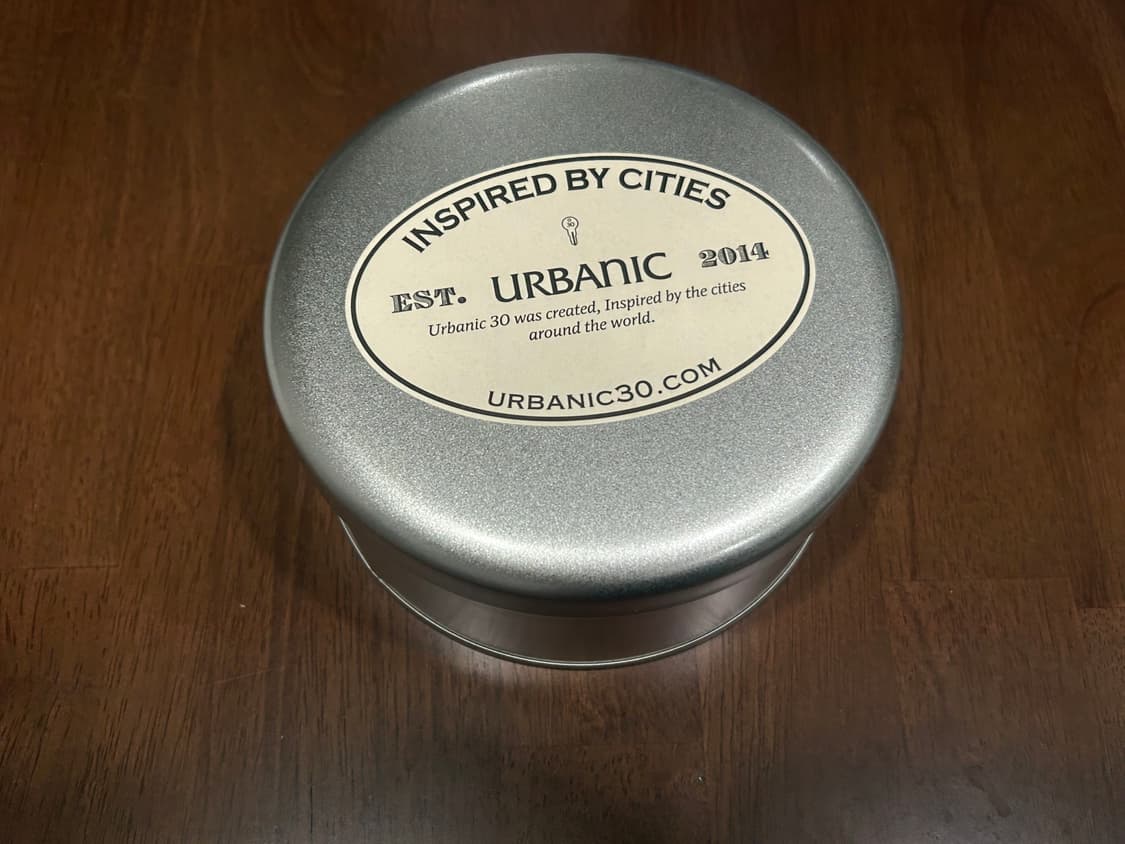 INSPIRED BY CITIES
EST. URBANIC 2014
Urbanic 30 was created, Inspired by the cities
around the world.
URBANIC30.COM